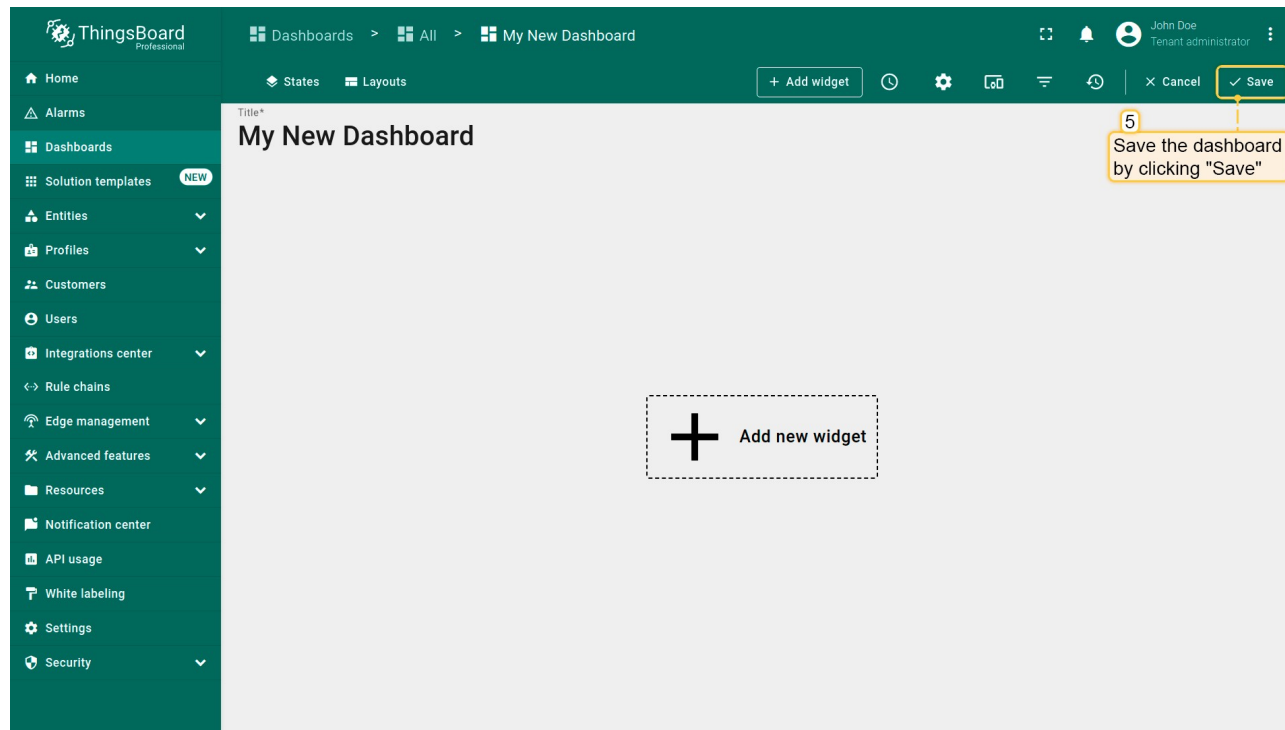 ThingsBoard
Professional
Dashboards > All > My New Dashboard
John Doe
Tenant administrator
Home
Alarms
Dashboards
Solution templates NEW
Entities
Profiles
Customers
Users
Integrations center
Rule chains
Edge management
Advanced features
Resources
Notification center
API usage
White labeling
Settings
Security
States Layouts + Add widget × Cancel ✓ Save
Title*
My New Dashboard
5
Save the dashboard
by clicking "Save"
Add new widget